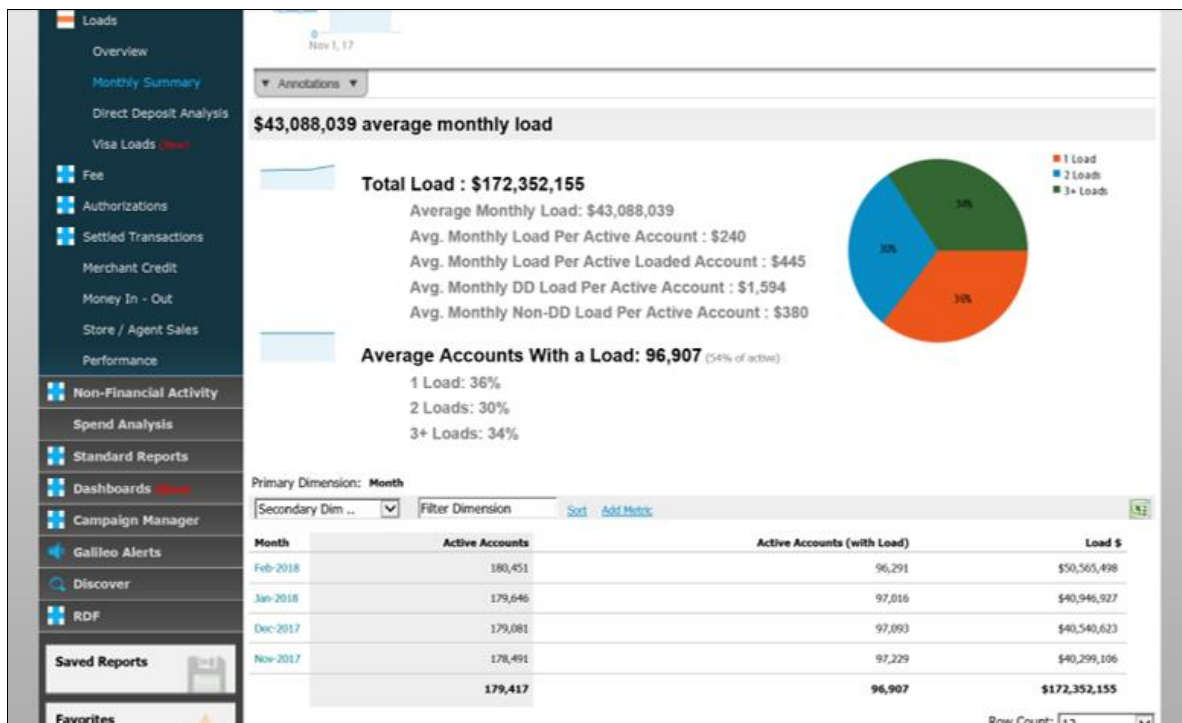 Loads
Overview
Monthly Summary
Direct Deposit Analysis
Visa Loads (New)
Fee
Authorizations
Settled Transactions
Merchant Credit
Money In - Out
Store / Agent Sales
Performance
Non-Financial Activity
Spend Analysis
Standard Reports
Dashboards
Campaign Manager
Galileo Alerts
Discover
RDF
Saved Reports
Favorites
0
Nov 1, 17
▼ Annotations ▼
$43,088,039 average monthly load
Total Load : $172,352,155
Average Monthly Load: $43,088,039
Avg. Monthly Load Per Active Account : $240
Avg. Monthly Load Per Active Loaded Account : $445
Avg. Monthly DD Load Per Active Account : $1,594
Avg. Monthly Non-DD Load Per Active Account : $380
1 Load
2 Loads
3+ Loads
34%
30%
36%
Average Accounts With a Load: 96,907 (54% of active)
1 Load: 36%
2 Loads: 30%
3+ Loads: 34%
Primary Dimension: Month
Secondary Dim .. Filter Dimension Sort Add Metric
Month Active Accounts Active Accounts (with Load) Load $
Feb-2018 180,451 96,291 $50,565,498
Jan-2018 179,646 97,016 $40,946,927
Dec-2017 179,081 97,093 $40,540,623
Nov-2017 178,491 97,229 $40,299,106
179,417 96,907 $172,352,155
Row Count: 12